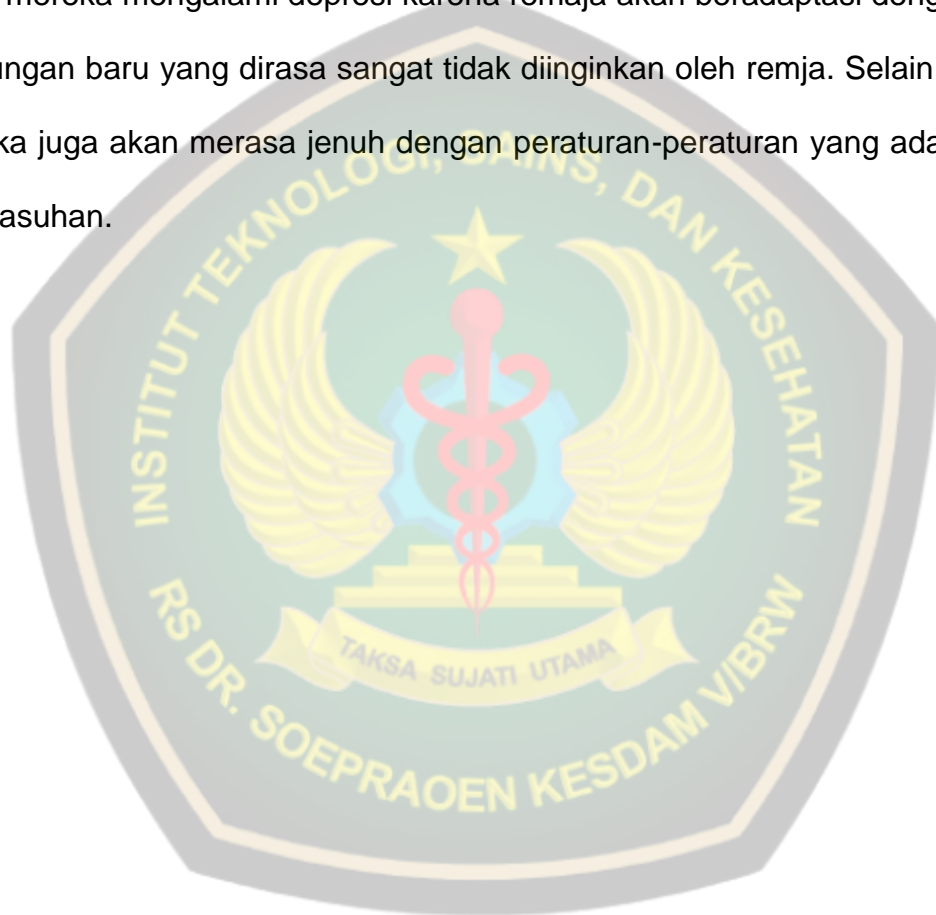 mereka mengalami depresi karena remaja akan beradaptasi deng
ungan baru yang dirasa sangat tidak diinginkan oleh remja. Selain
ka juga akan merasa jenuh dengan peraturan-peraturan yang ada
asuhan.
INSTITUT TEKNOLOGI, SAINS, DAN KESEHATAN
TAKSA SUJATI UTAMA
RS DR. SOEPRAOEN KESDAM V/BRW